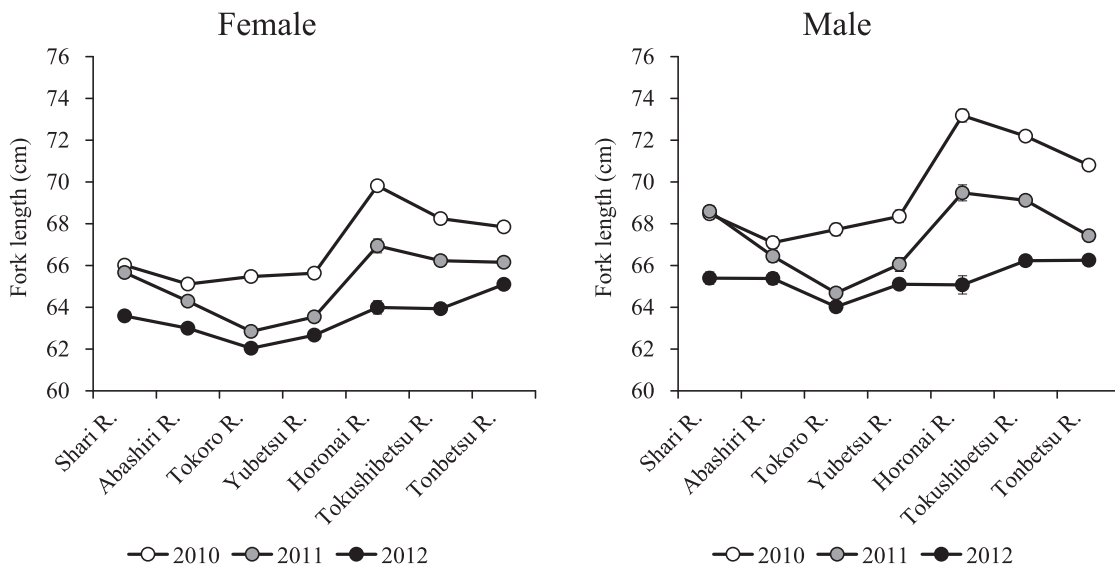 Female
76
74
72
70
68
66
64
62
60
Fork length (cm)
Shari R.
Abashiri R.
Tokoro R.
Yubetsu R.
Horonai R.
Tokushibetsu R.
Tonbetsu R.
2010 2011 2012
Male
76
74
72
70
68
66
64
62
60
Fork length (cm)
Shari R.
Abashiri R.
Tokoro R.
Yubetsu R.
Horonai R.
Tokushibetsu R.
Tonbetsu R.
2010 2011 2012